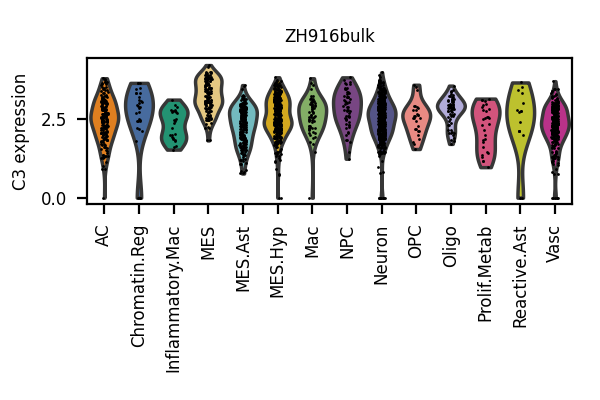 ZH916bulk
C3 expression
2.5
0.0
AC
Chromatin.Reg
Inflammatory.Mac
MES
MES.Ast
MES.Hyp
Mac
NPC
Neuron
OPC
Oligo
Prolif.Metab
Reactive.Ast
Vasc